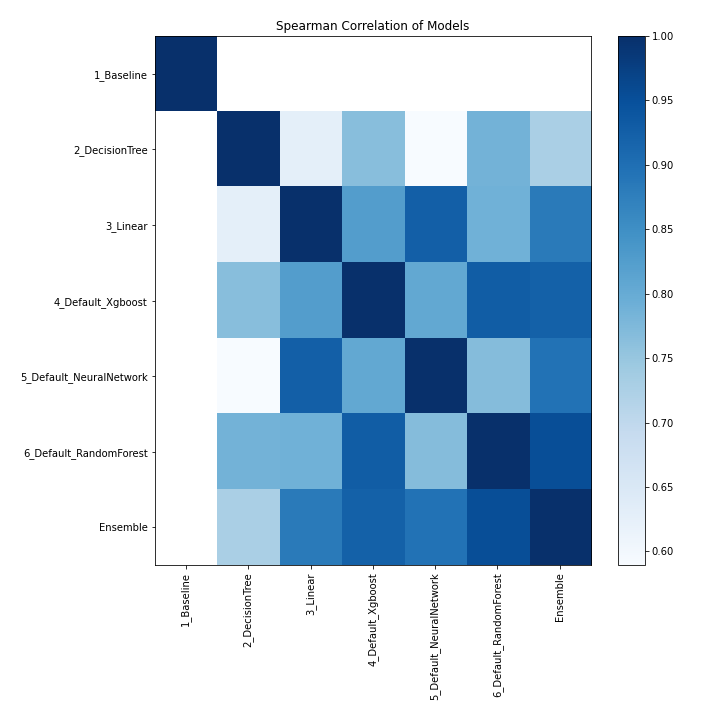 Spearman Correlation of Models
1_Baseline
2_DecisionTree
3_Linear
4_Default_Xgboost
5_Default_NeuralNetwork
6_Default_RandomForest
Ensemble
1_Baseline
2_DecisionTree
3_Linear
4_Default_Xgboost
5_Default_NeuralNetwork
6_Default_RandomForest
Ensemble
1.00
0.95
0.90
0.85
0.80
0.75
0.70
0.65
0.60